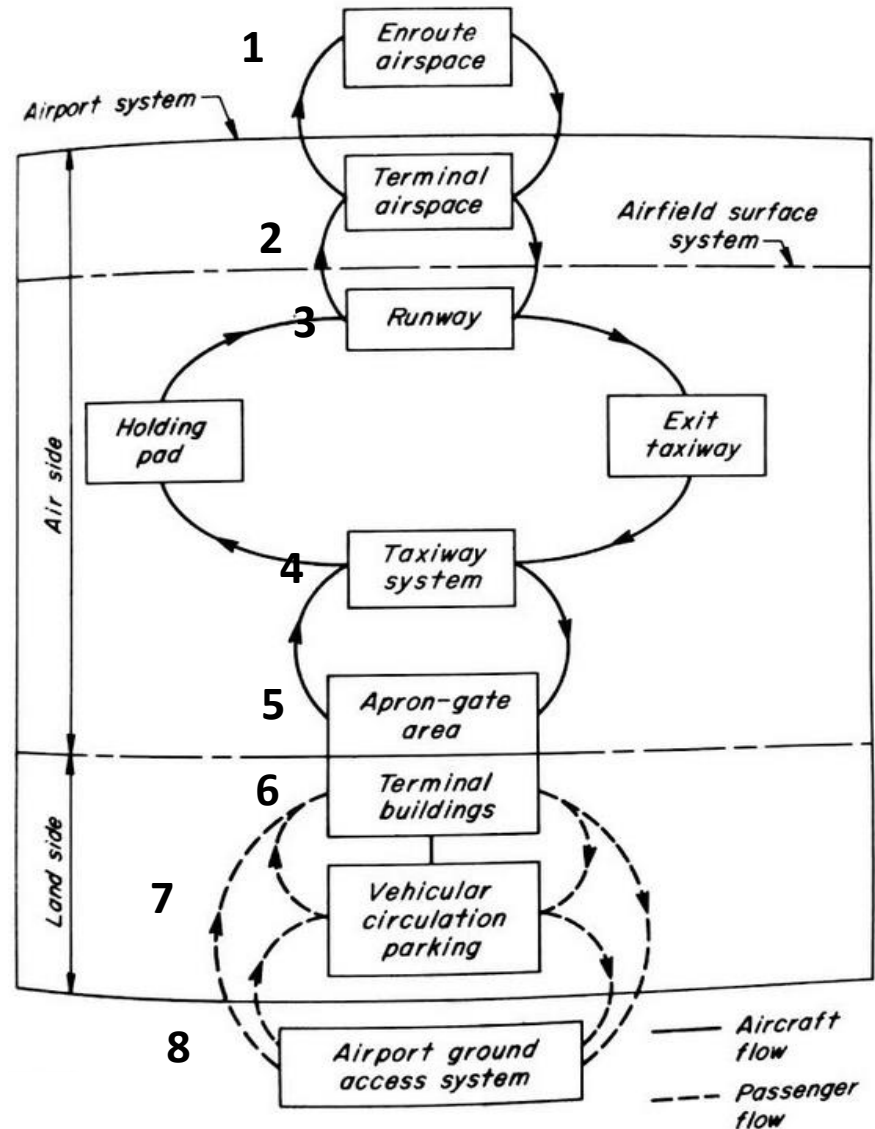 1
Enroute
airspace
Airport system
Terminal
airspace
Airfield surface
system
2
3
Runway
Holding
pad
Exit
taxiway
Air side
4
Taxiway
system
5
Apron-gate
area
6
Terminal
buildings
7
Vehicular
circulation
parking
Land side
8
Airport ground
access system
Aircraft
flow
Passenger
flow